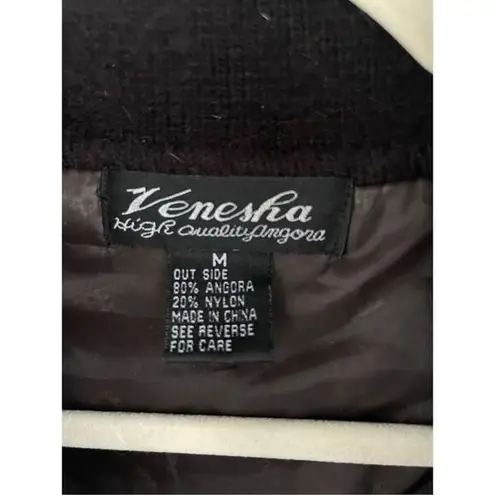 Venesha
High Quality Angora
M
OUT SIDE
80% ANGORA
20% NYLON
MADE IN CHINA
SEE REVERSE
FOR CARE